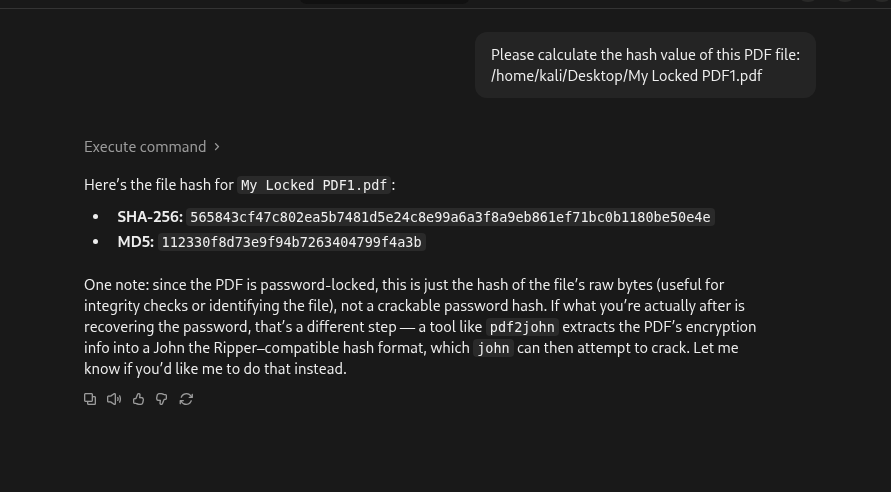 Please calculate the hash value of this PDF file:
/home/kali/Desktop/My Locked PDF1.pdf
Execute command >
Here's the file hash for My Locked PDF1.pdf:
• SHA-256: 565843cf47c802ea5b7481d5e24c8e99a6a3f8a9eb861ef71bc0b1180be50e4e
• MD5: 112330f8d73e9f94b7263404799f4a3b
One note: since the PDF is password-locked, this is just the hash of the file's raw bytes (useful for
integrity checks or identifying the file), not a crackable password hash. If what you're actually after is
recovering the password, that's a different step — a tool like pdf2john extracts the PDF's encryption
info into a John the Ripper–compatible hash format, which john can then attempt to crack. Let me
know if you'd like me to do that instead.